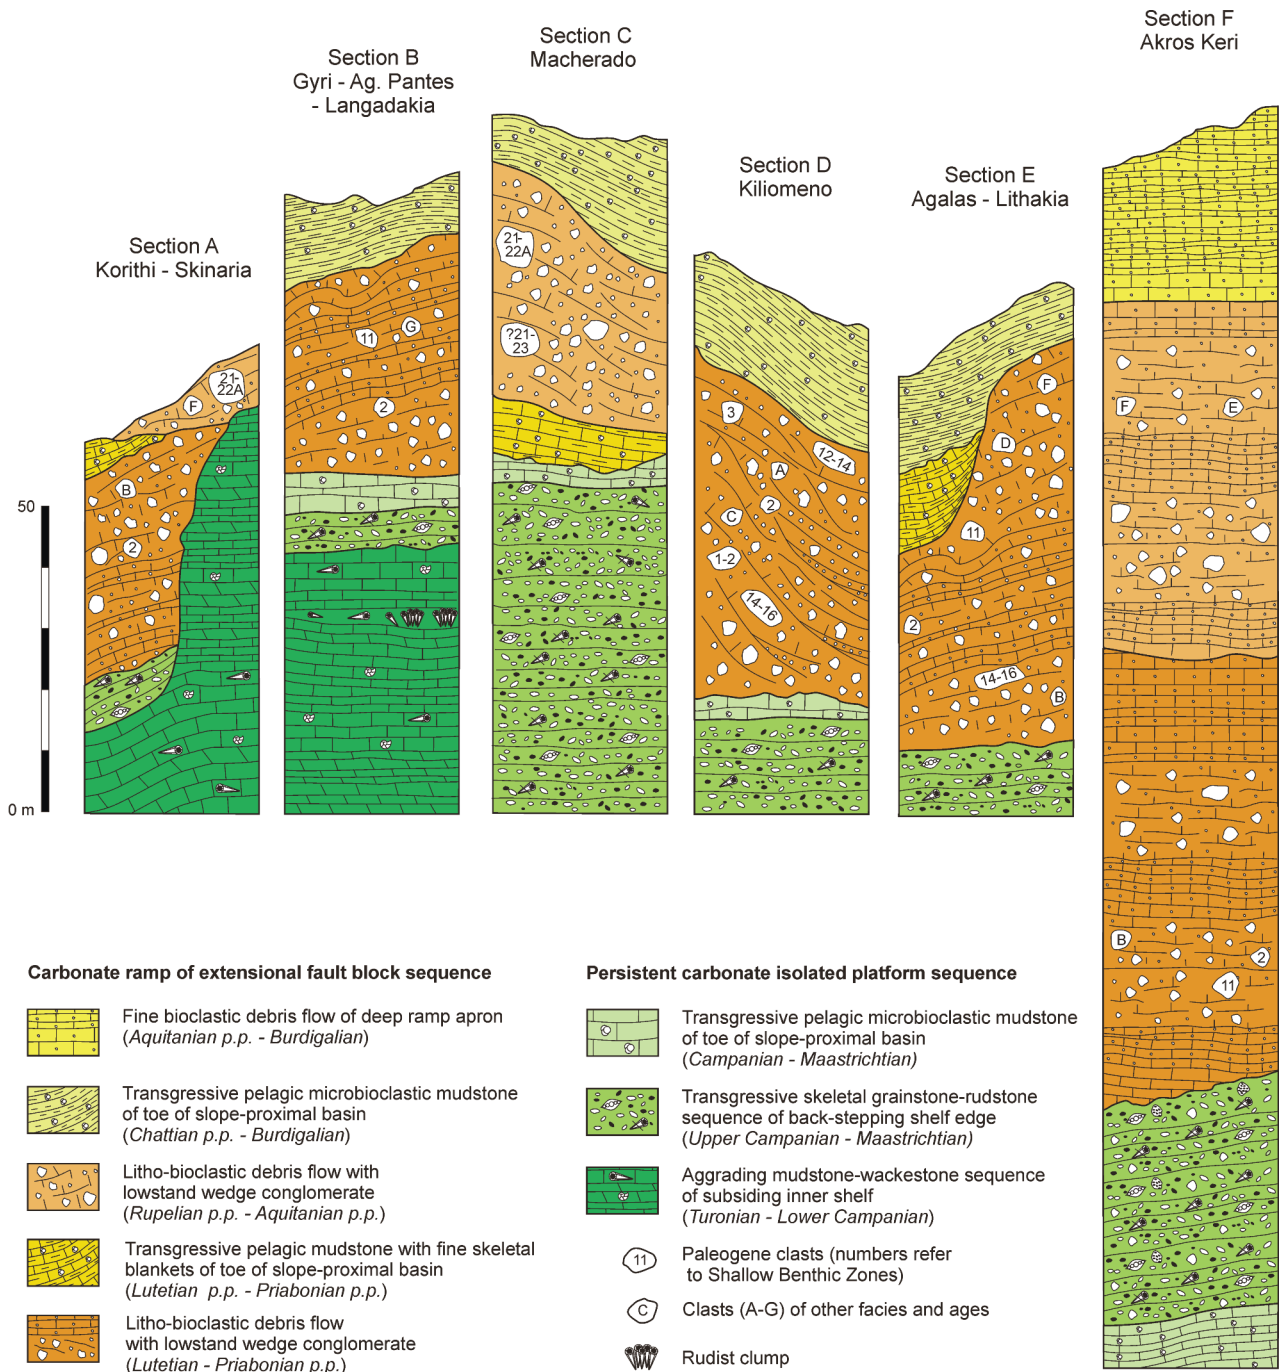 Section F
Akros Keri
Section C
Macherado
Section B
Gyri - Ag. Pantes
- Langadakia
Section D
Kiliomeno
Section E
Agalas - Lithakia
Section A
Korithi - Skinaria
50
0 m
21-
22A
F
B
2
11
G
2
21-
22A
?21-
23
3
12-14
A
2
C
1-2
14-16
F
D
11
2
14-16
B
F
E
B
2
11
Carbonate ramp of extensional fault block sequence
Fine bioclastic debris flow of deep ramp apron
(Aquitanian p.p. - Burdigalian)
Transgressive pelagic microbioclastic mudstone
of toe of slope-proximal basin
(Chattian p.p. - Burdigalian)
Litho-bioclastic debris flow with
lowstand wedge conglomerate
(Rupelian p.p. - Aquitanian p.p.)
Transgressive pelagic mudstone with fine skeletal
blankets of toe of slope-proximal basin
(Lutetian p.p. - Priabonian p.p.)
Litho-bioclastic debris flow
with lowstand wedge conglomerate
(Lutetian - Priabonian p.p.)
Persistent carbonate isolated platform sequence
Transgressive pelagic microbioclastic mudstone
of toe of slope-proximal basin
(Campanian - Maastrichtian)
Transgressive skeletal grainstone-rudstone
sequence of back-stepping shelf edge
(Upper Campanian - Maastrichtian)
Aggrading mudstone-wackestone sequence
of subsiding inner shelf
(Turonian - Lower Campanian)
11
Paleogene clasts (numbers refer
to Shallow Benthic Zones)
C
Clasts (A-G) of other facies and ages
Rudist clump